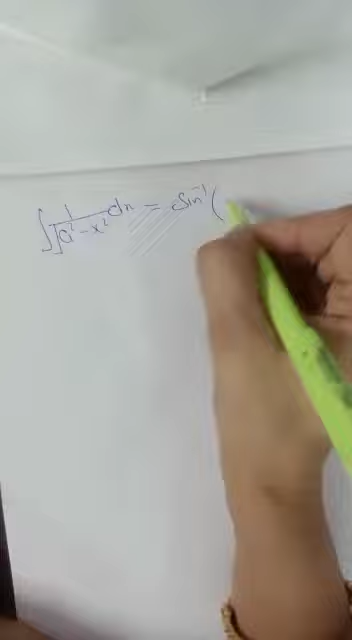 ∫ 1/√(a² - x²) dx = Sin⁻¹(